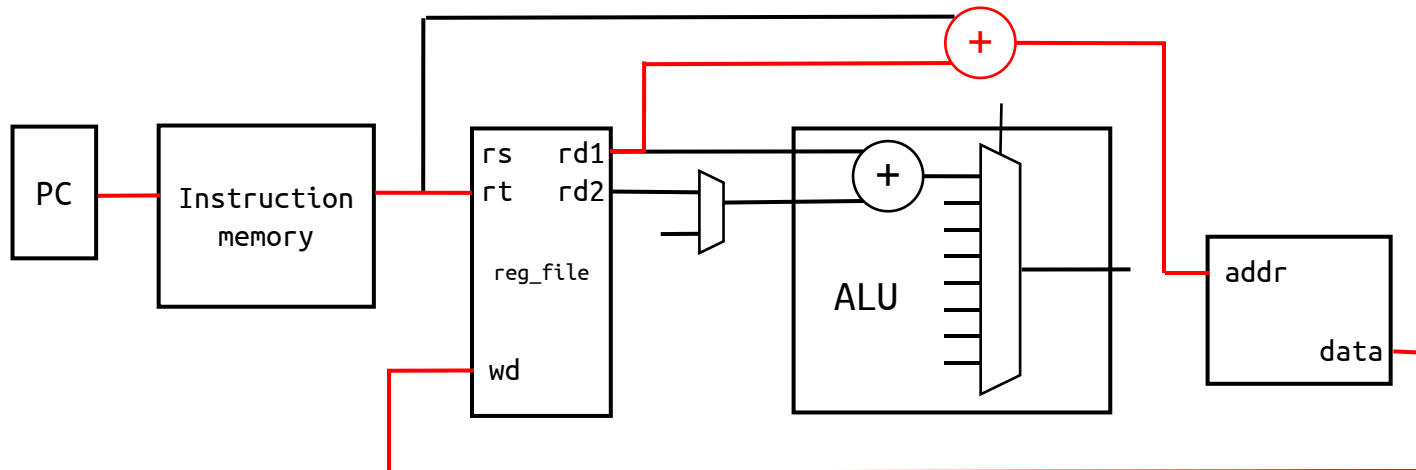 +
PC
Instruction
memory
rs rd1
rt rd2
reg_file
wd
+
ALU
addr
data